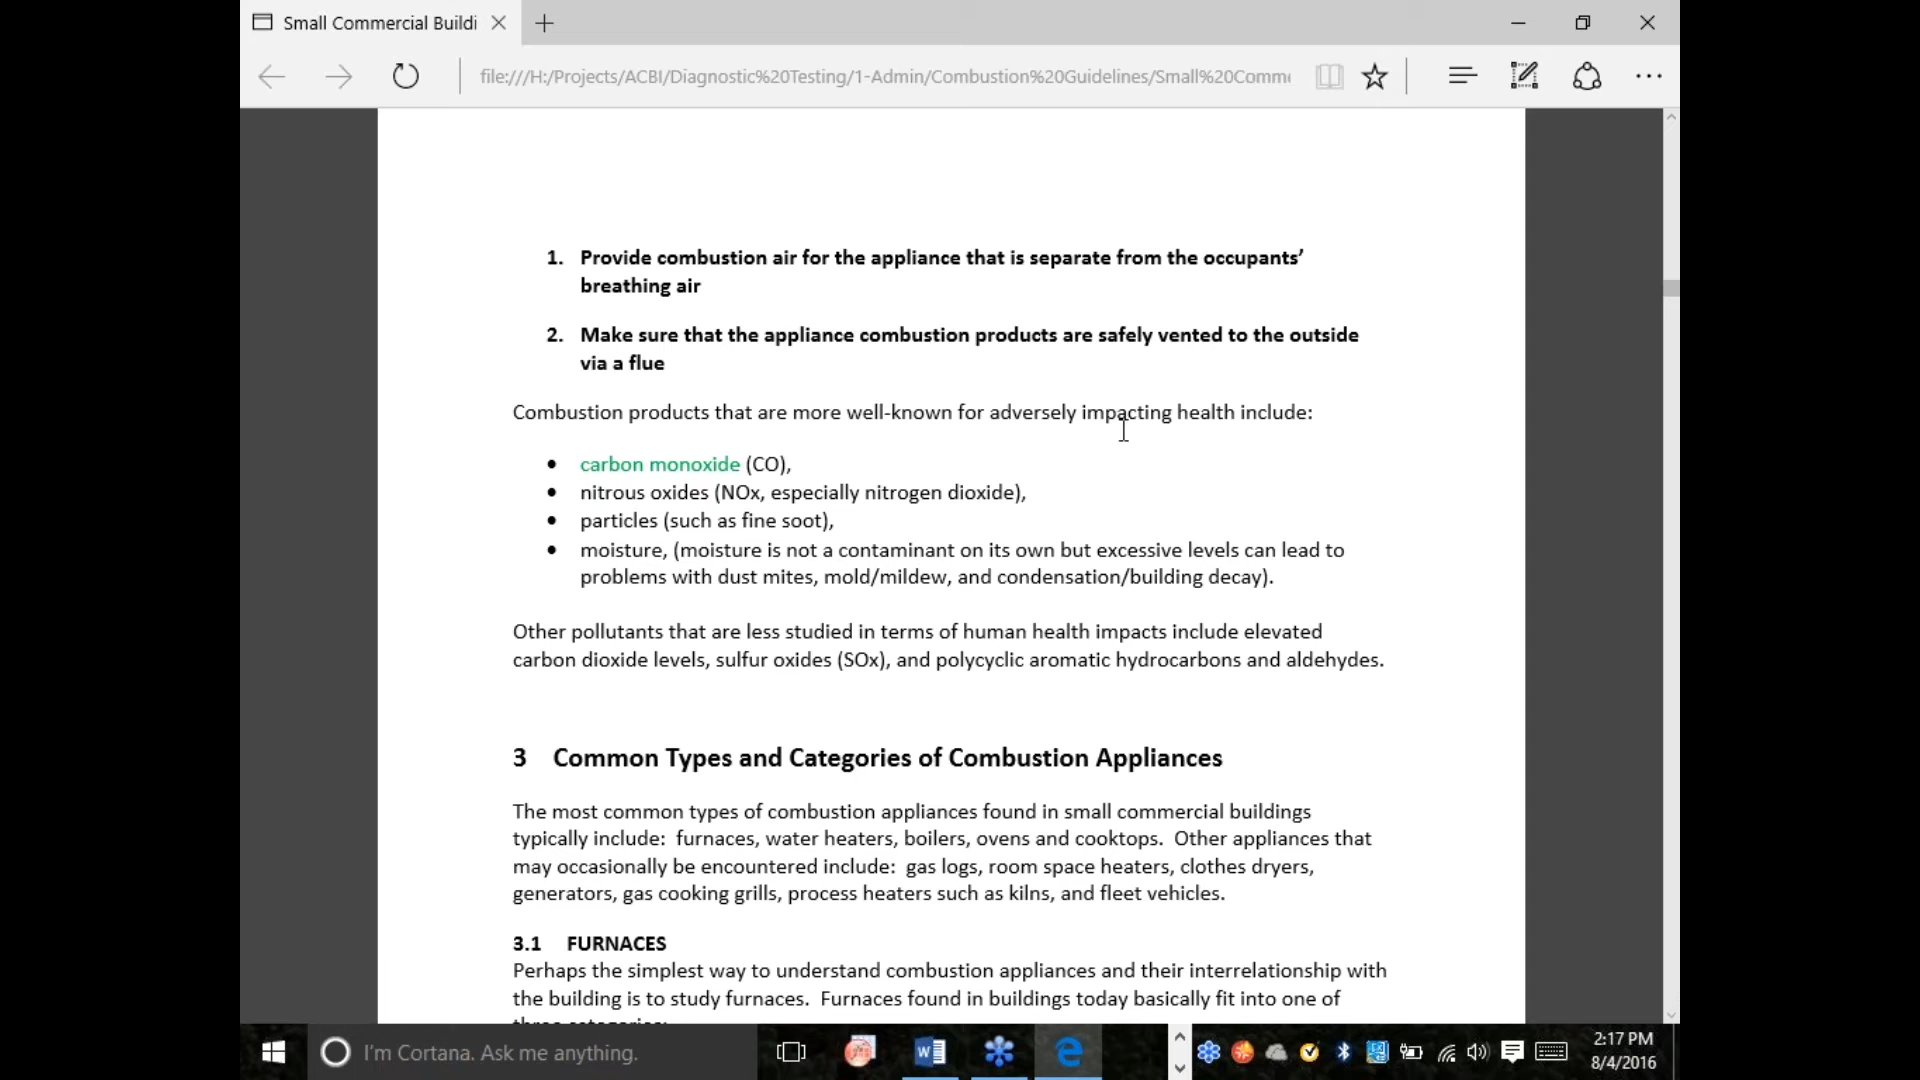 Small Commercial Buildi
file:///H:/Projects/ACBI/Diagnostic%20Testing/1-Admin/Combustion%20Guidelines/Small%20Comm
1. Provide combustion air for the appliance that is separate from the occupants’
breathing air
2. Make sure that the appliance combustion products are safely vented to the outside
via a flue
Combustion products that are more well-known for adversely impacting health include:
• carbon monoxide (CO),
• nitrous oxides (NOx, especially nitrogen dioxide),
• particles (such as fine soot),
• moisture, (moisture is not a contaminant on its own but excessive levels can lead to
problems with dust mites, mold/mildew, and condensation/building decay).
Other pollutants that are less studied in terms of human health impacts include elevated
carbon dioxide levels, sulfur oxides (SOx), and polycyclic aromatic hydrocarbons and aldehydes.
3 Common Types and Categories of Combustion Appliances
The most common types of combustion appliances found in small commercial buildings
typically include: furnaces, water heaters, boilers, ovens and cooktops. Other appliances that
may occasionally be encountered include: gas logs, room space heaters, clothes dryers,
generators, gas cooking grills, process heaters such as kilns, and fleet vehicles.
3.1 FURNACES
Perhaps the simplest way to understand combustion appliances and their interrelationship with
the building is to study furnaces. Furnaces found in buildings today basically fit into one of
I'm Cortana. Ask me anything.
2:17 PM
8/4/2016